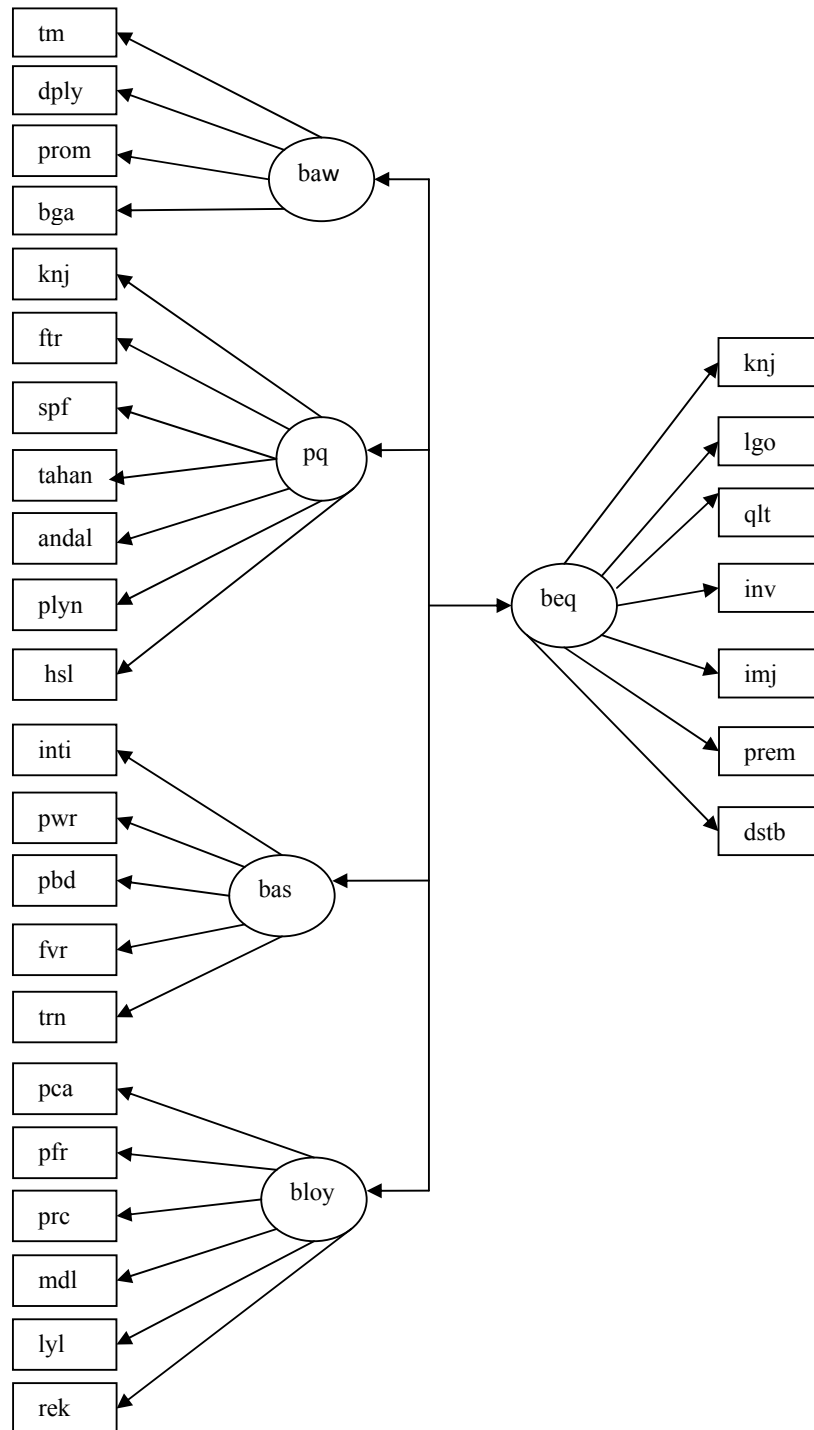 tm
dply
prom
bga
baw
knj
ftr
spf
tahan
andal
plyn
hsl
pq
inti
pwr
pbd
fvr
trn
bas
pca
pfr
prc
mdl
lyl
rek
bloy
beq
knj
lgo
qlt
inv
imj
prem
dstb